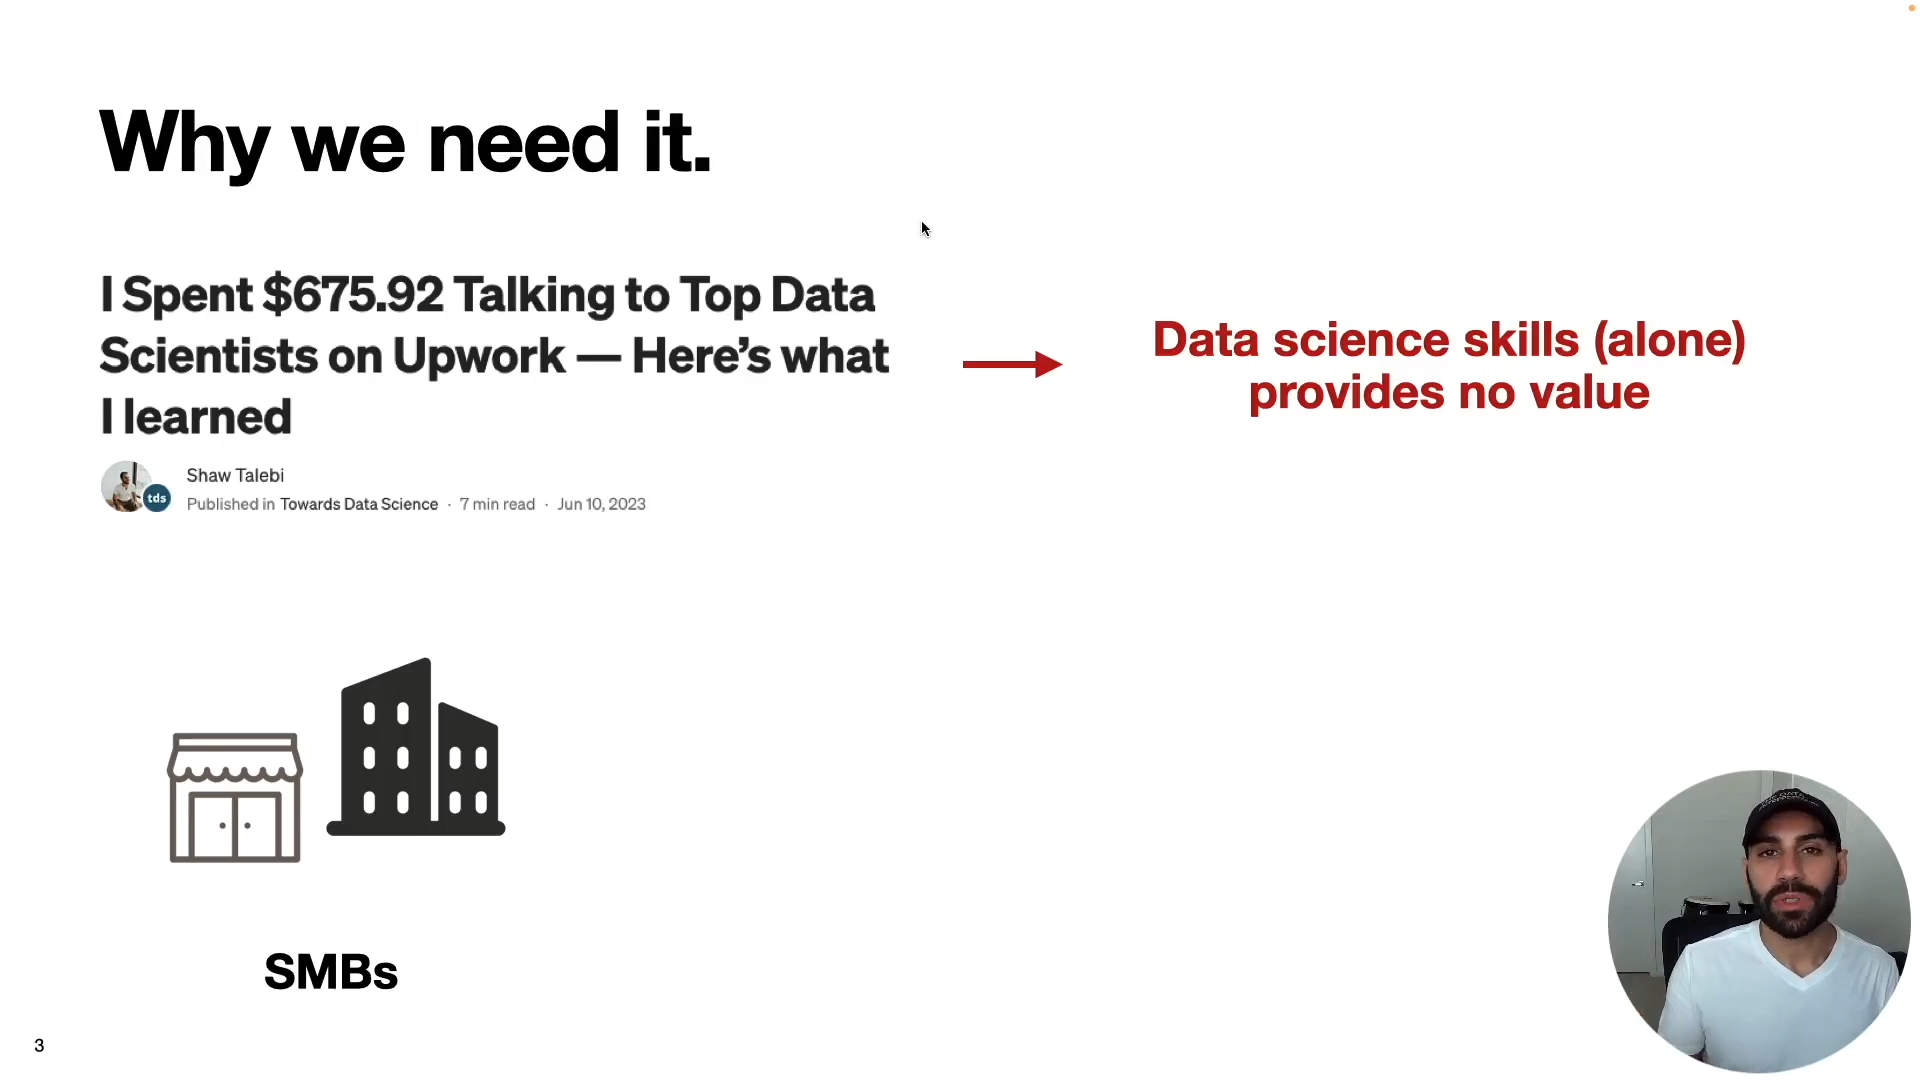 Why we need it.
I Spent $675.92 Talking to Top Data
Scientists on Upwork — Here’s what
I learned
tds
Shaw Talebi
Published in Towards Data Science · 7 min read · Jun 10, 2023
Data science skills (alone)
provides no value
SMBs
3